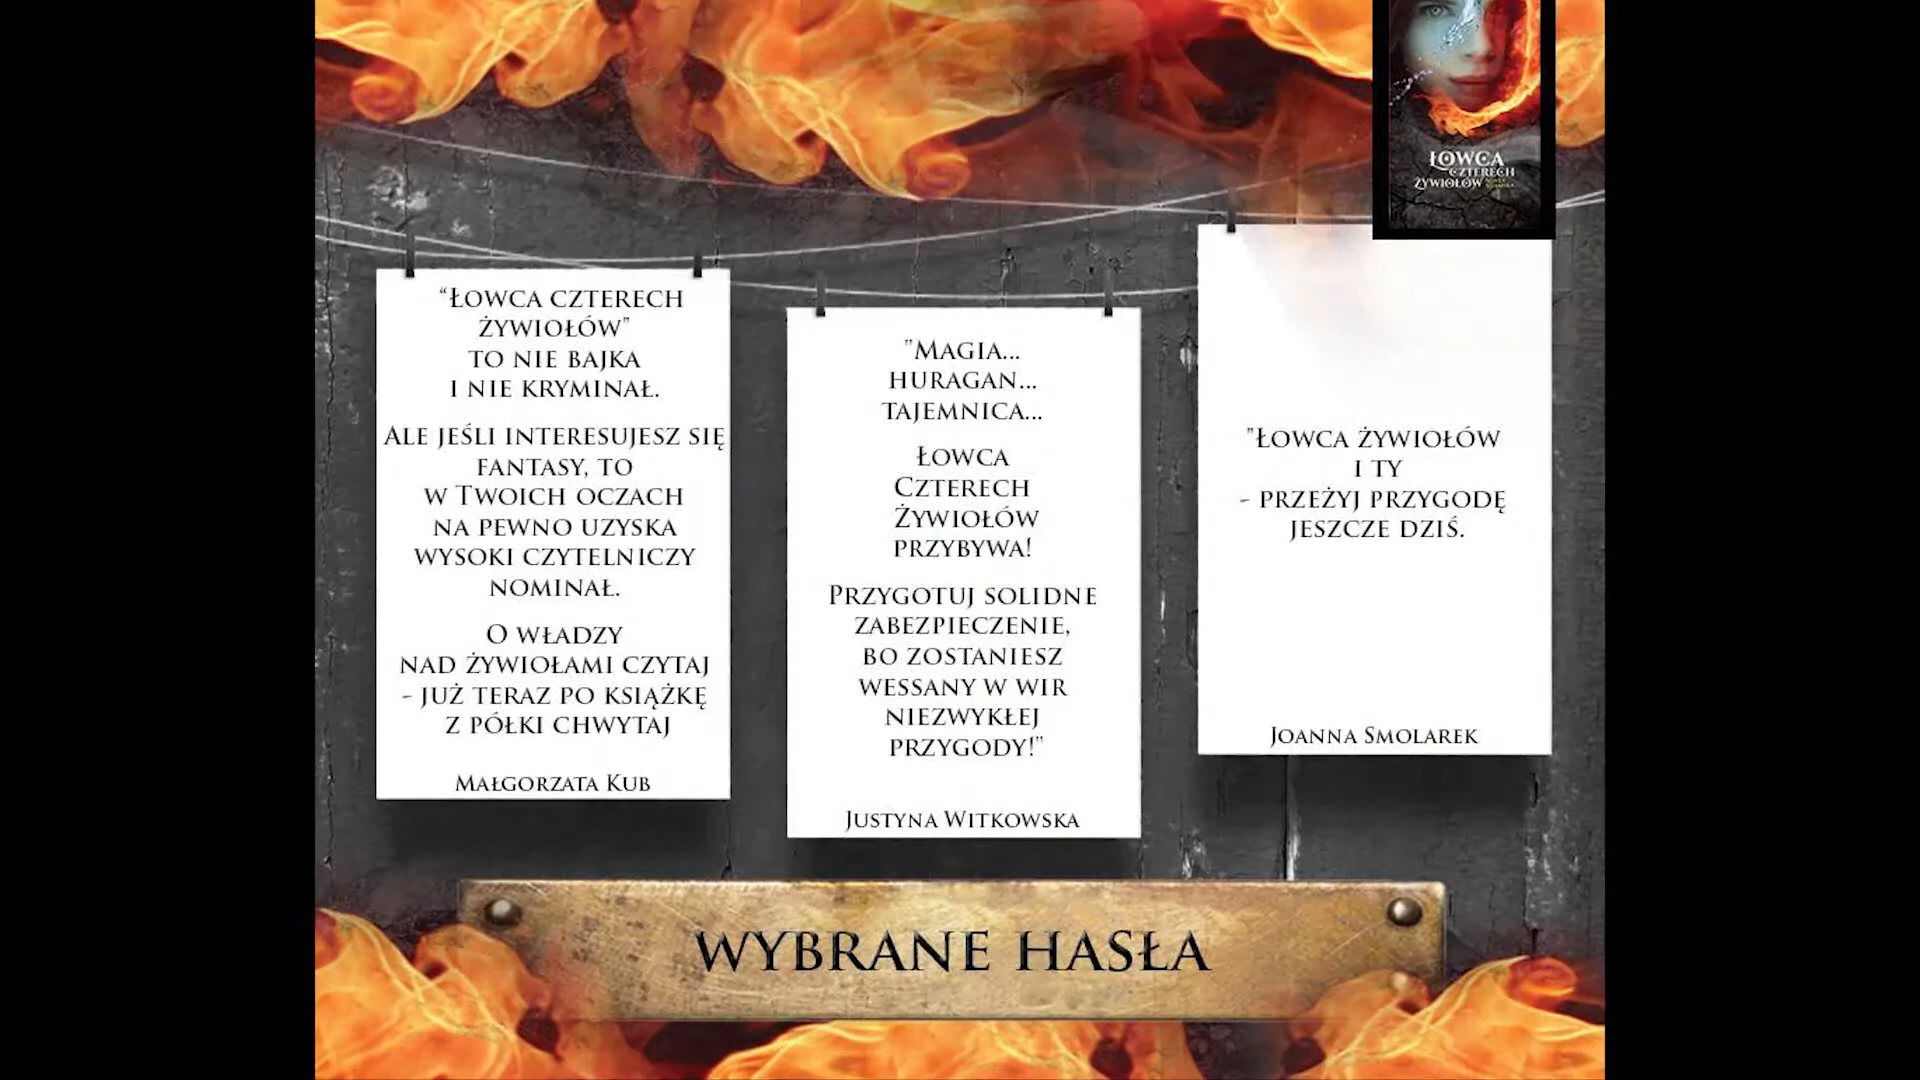 ŁOWCA
CZTERECH
ŻYWIOŁÓW
“Łowca czterech
żywiołów”
to nie bajka
i nie kryminał.
Ale jeśli interesujesz się
fantasy, to
w Twoich oczach
na pewno uzyska
wysoki czytelniczy
nominał.
O władzy
nad żywiołami czytaj
- już teraz po książkę
z półki chwytaj
Małgorzata Kub
"Magia...
huragan...
tajemnica...
Łowca
Czterech
Żywiołów
przybywa!
Przygotuj solidne
zabezpieczenie,
bo zostaniesz
wessany w wir
niezwykłej
przygody!"
Justyna Witkowska
"Łowca żywiołów
i ty
- przeżyj przygodę
jeszcze dziś.
Joanna Smolarek
WYBRANE HASŁA